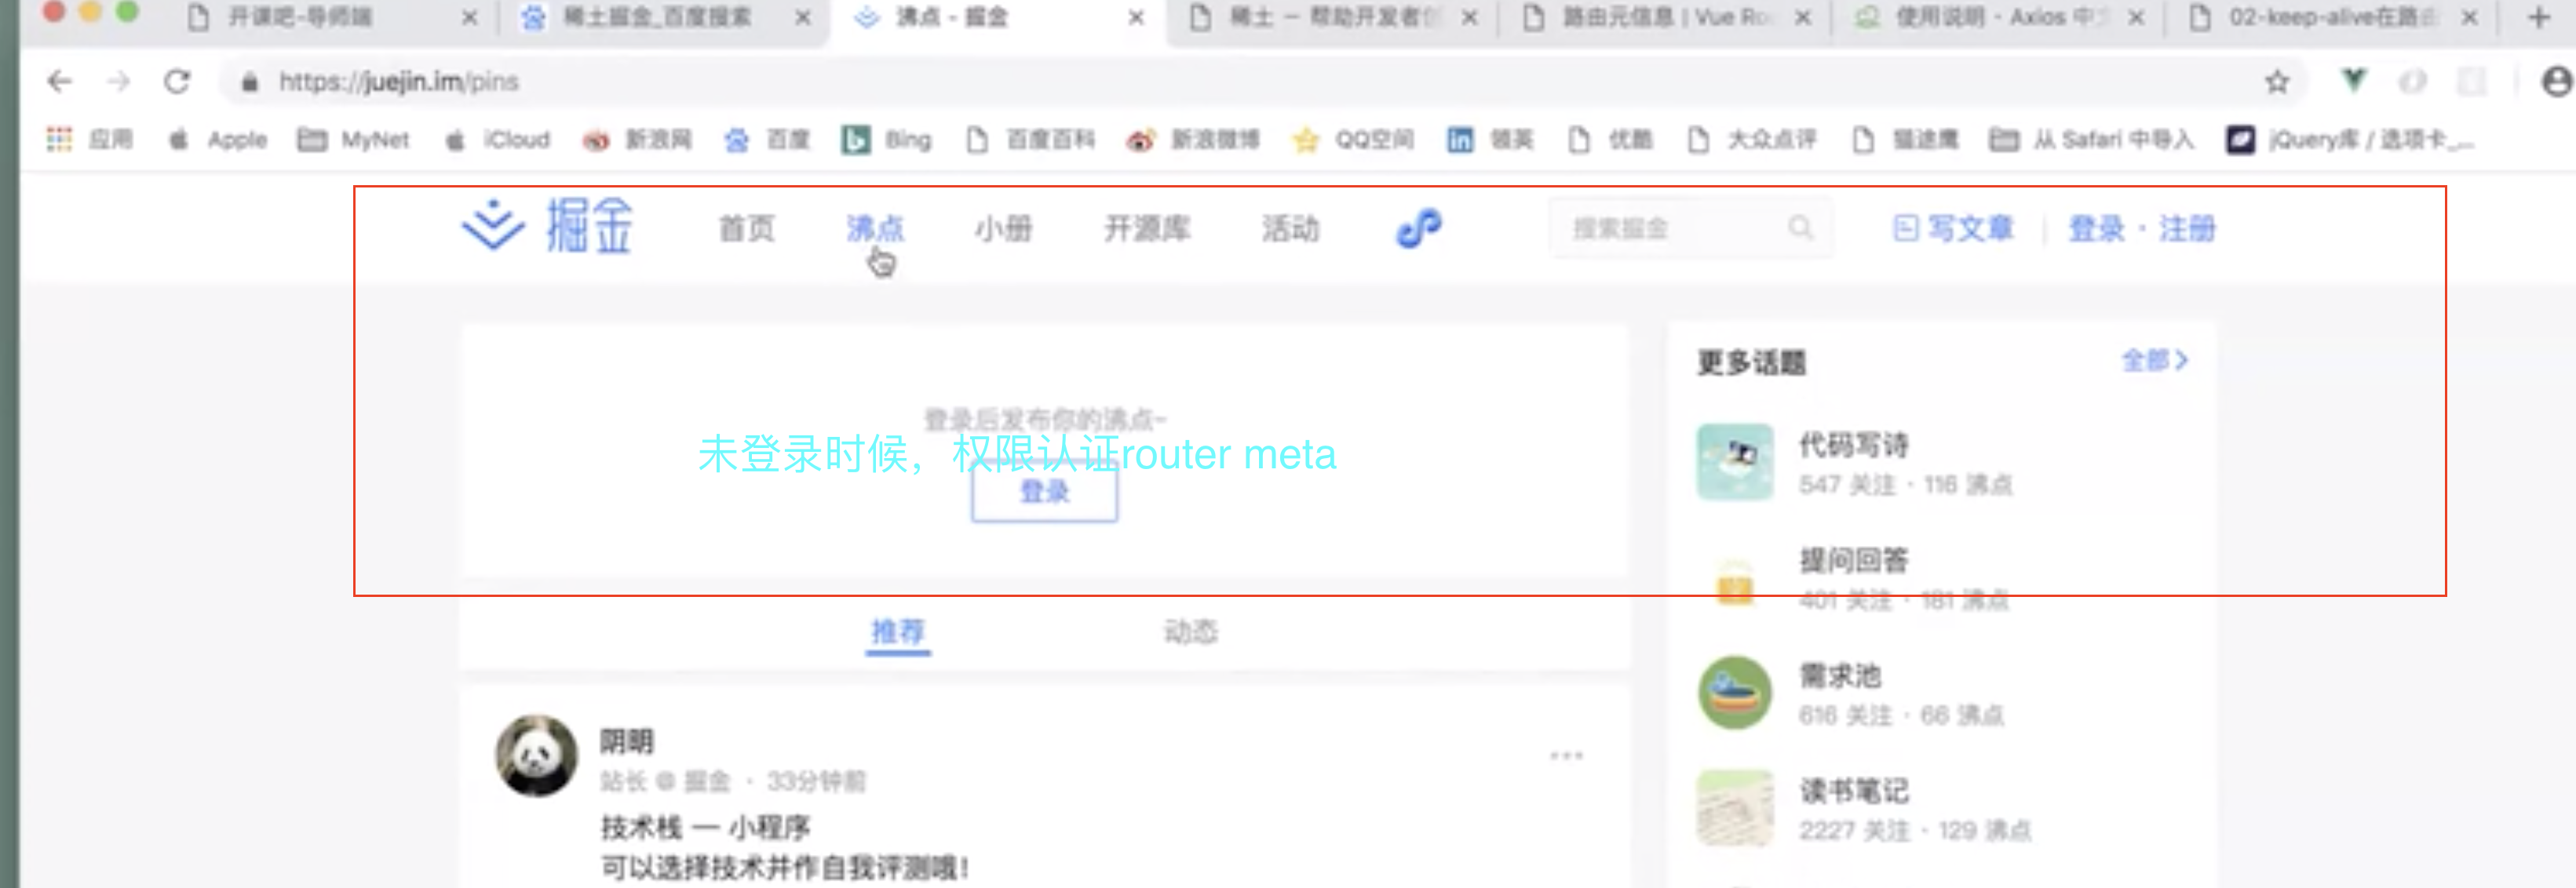 开课吧-导师端
稀土掘金_百度搜索
沸点 - 掘金
稀土 — 帮助开发者
路由元信息 | Vue Ro
使用说明 · Axios 中
02-keep-alive在路由
https://juejin.im/pins
应用 Apple MyNet iCloud 新浪网 百度 Bing 百度百科 新浪微博 QQ空间 领英 优酷 大众点评 猫途鹰 从 Safari 中导入 jQuery库 / 选项卡_...
掘金 首页 沸点 小册 开源库 活动 搜索掘金 写文章 登录 · 注册
登录后发布你的沸点~
未登录时候，权限认证router meta
登录
推荐 动态
阴明
站长 @ 掘金 · 33分钟前
技术栈 — 小程序
可以选择技术并作自我评测哦！
更多话题 全部
代码写诗
547 关注 · 116 沸点
提问回答
401 关注 · 181 沸点
需求池
616 关注 · 66 沸点
读书笔记
2227 关注 · 129 沸点